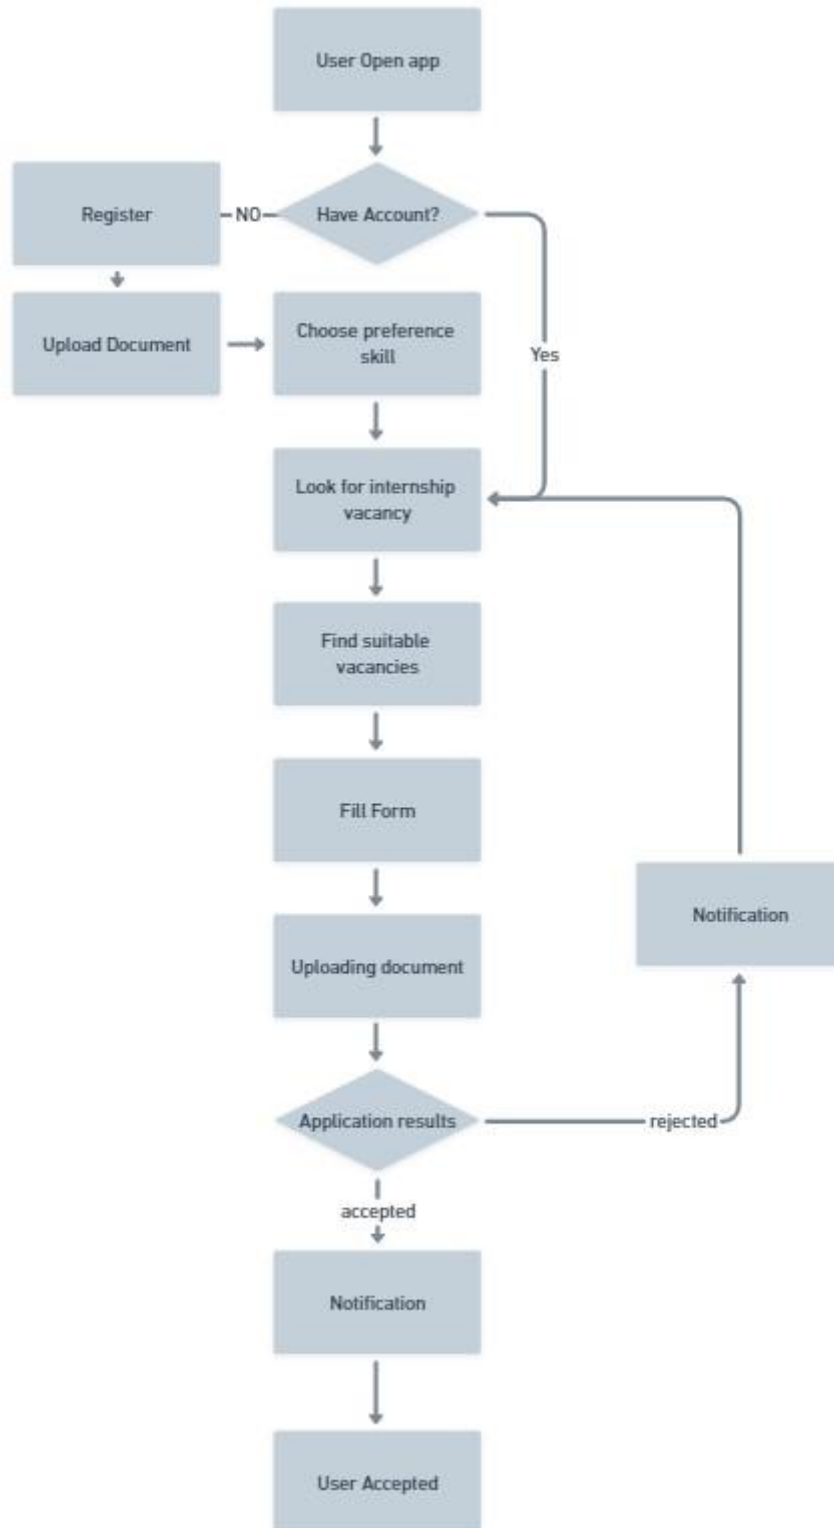 User Open app
Register
NO
Have Account?
Upload Document
Choose preference
skill
Yes
Look for internship
vacancy
Find suitable
vacancies
Fill Form
Notification
Uploading document
Application results
rejected
accepted
Notification
User Accepted